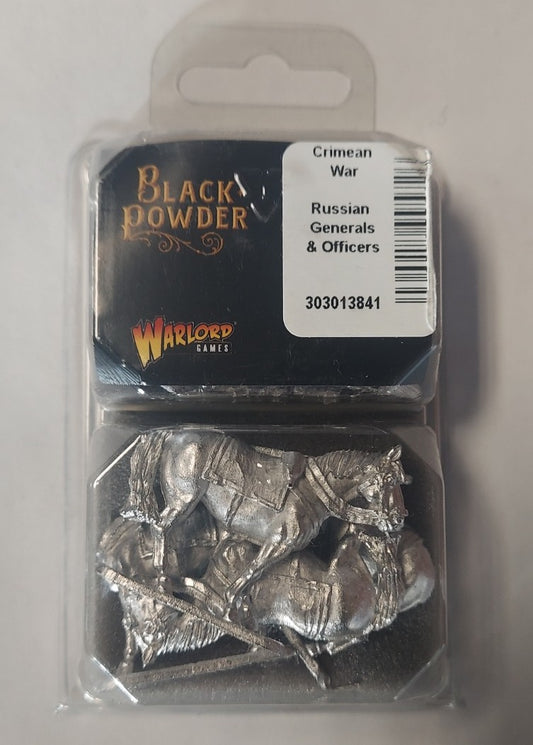 BLACK
POWDER
WARLORD
GAMES
Crimean
War
Russian
Generals
& Officers
303013841